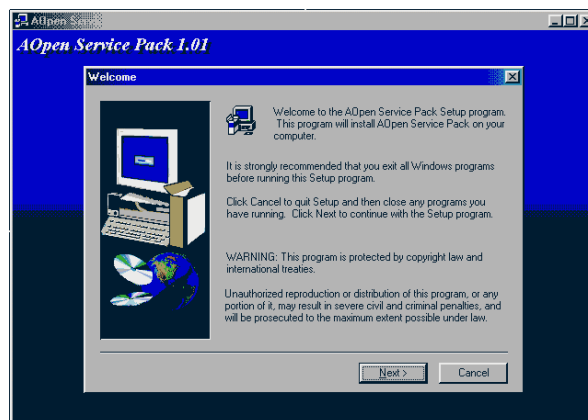 AOpen Service
AOpen Service Pack 1.01
Welcome
Welcome to the AOpen Service Pack Setup program.
This program will install AOpen Service Pack on your
computer.
It is strongly recommended that you exit all Windows programs
before running this Setup program.
Click Cancel to quit Setup and then close any programs you
have running. Click Next to continue with the Setup program.
WARNING: This program is protected by copyright law and
international treaties.
Unauthorized reproduction or distribution of this program, or any
portion of it, may result in severe civil and criminal penalties, and
will be prosecuted to the maximum extent possible under law.
Next >
Cancel